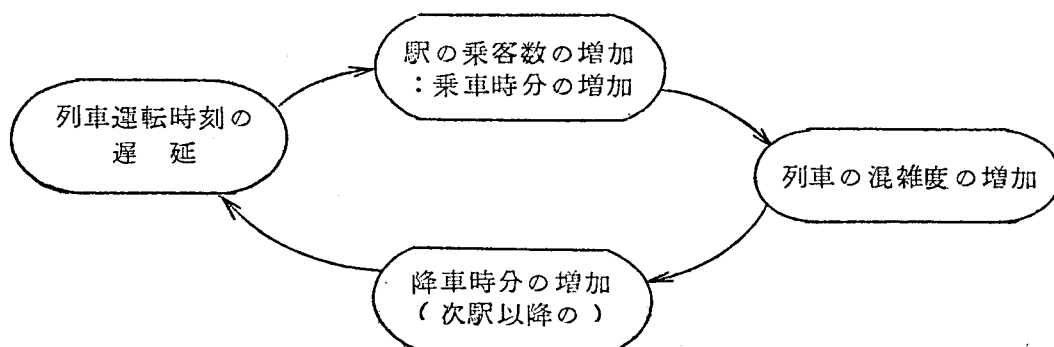 駅の乗客数の増加
：乗車時分の増加
列車運転時刻の
遅 延
列車の混雑度の増加
降車時分の増加
(次駅以降の)